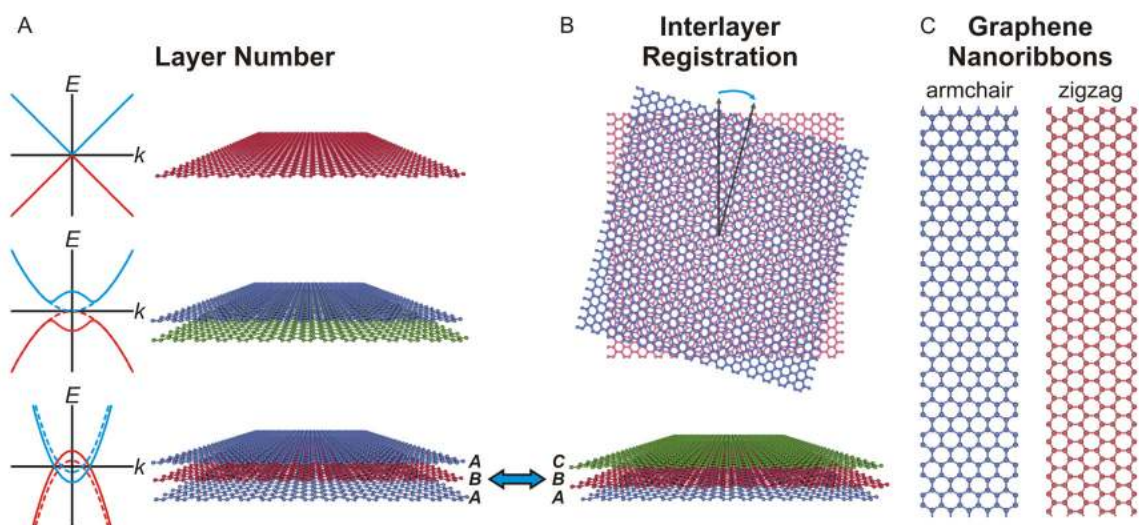 A
Layer Number
B
Interlayer
Registration
C
Graphene
Nanoribbons
armchair
zigzag
E
k
E
k
E
k
A
B
A
C
B
A